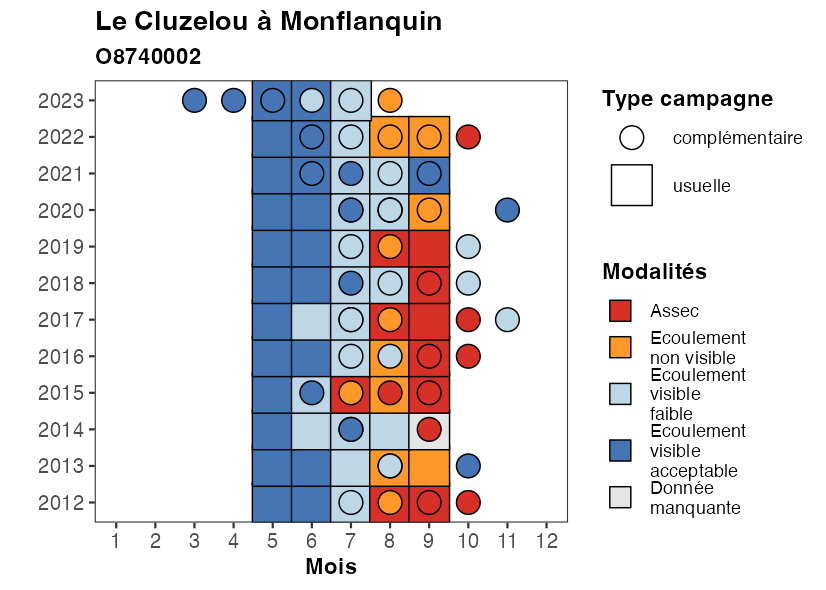 Le Cluzelou à Monflanquin
O8740002
2023
2022
2021
2020
2019
2018
2017
2016
2015
2014
2013
2012
1 2 3 4 5 6 7 8 9 10 11 12
Mois
Type campagne
complémentaire
usuelle
Modalités
Assec
Ecoulement
non visible
Ecoulement
visible
faible
Ecoulement
visible
acceptable
Donnée
manquante